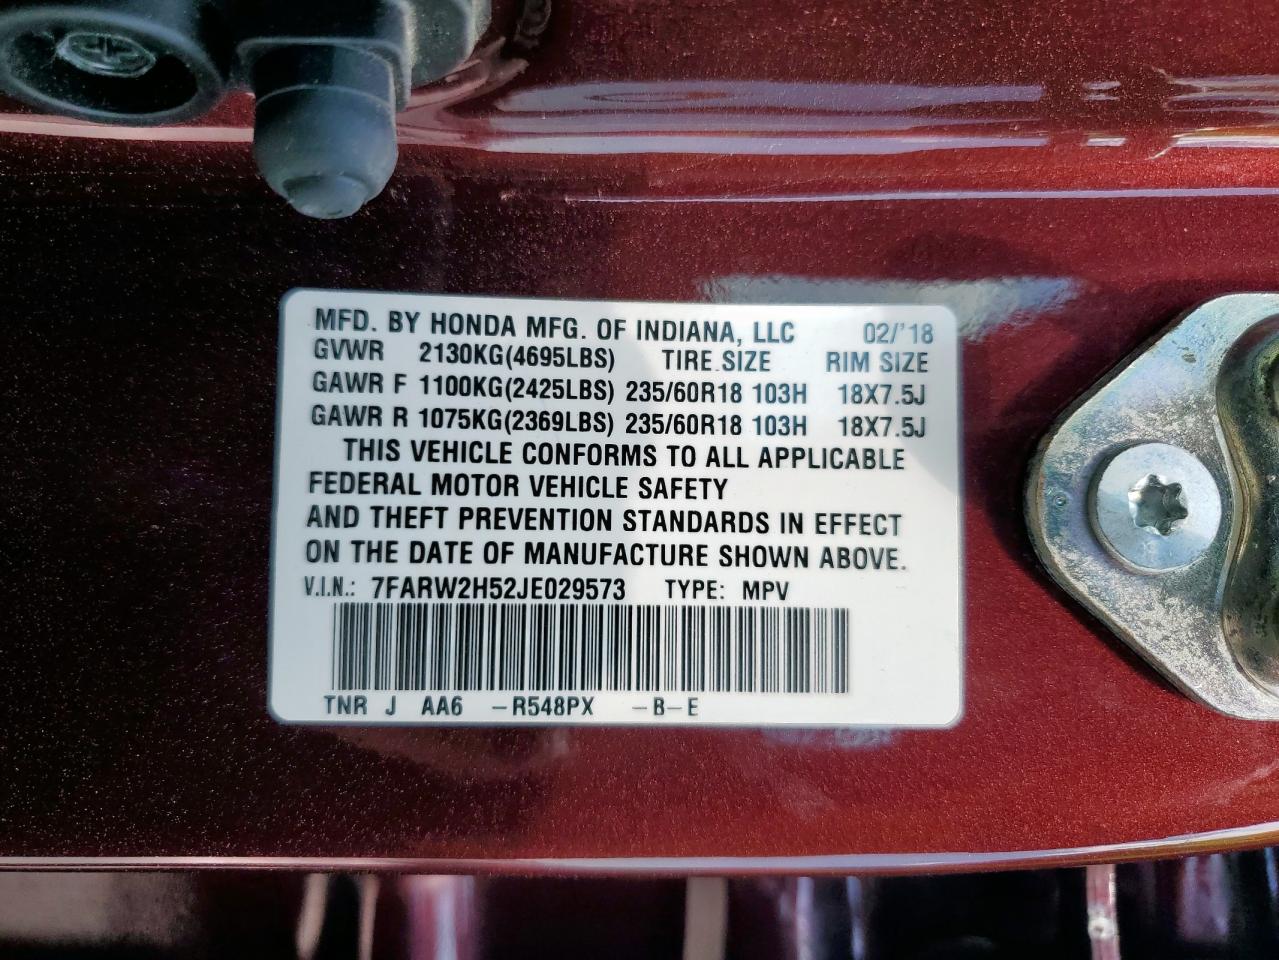 MFD. BY HONDA MFG. OF INDIANA, LLC 02/'18
GVWR 2130KG(4695LBS) TIRE SIZE RIM SIZE
GAWR F 1100KG(2425LBS) 235/60R18 103H 18X7.5J
GAWR R 1075KG(2369LBS) 235/60R18 103H 18X7.5J
THIS VEHICLE CONFORMS TO ALL APPLICABLE
FEDERAL MOTOR VEHICLE SAFETY
AND THEFT PREVENTION STANDARDS IN EFFECT
ON THE DATE OF MANUFACTURE SHOWN ABOVE.
V.I.N.: 7FARW2H52JE029573 TYPE: MPV
TNR J AA6 -R548PX -B-E